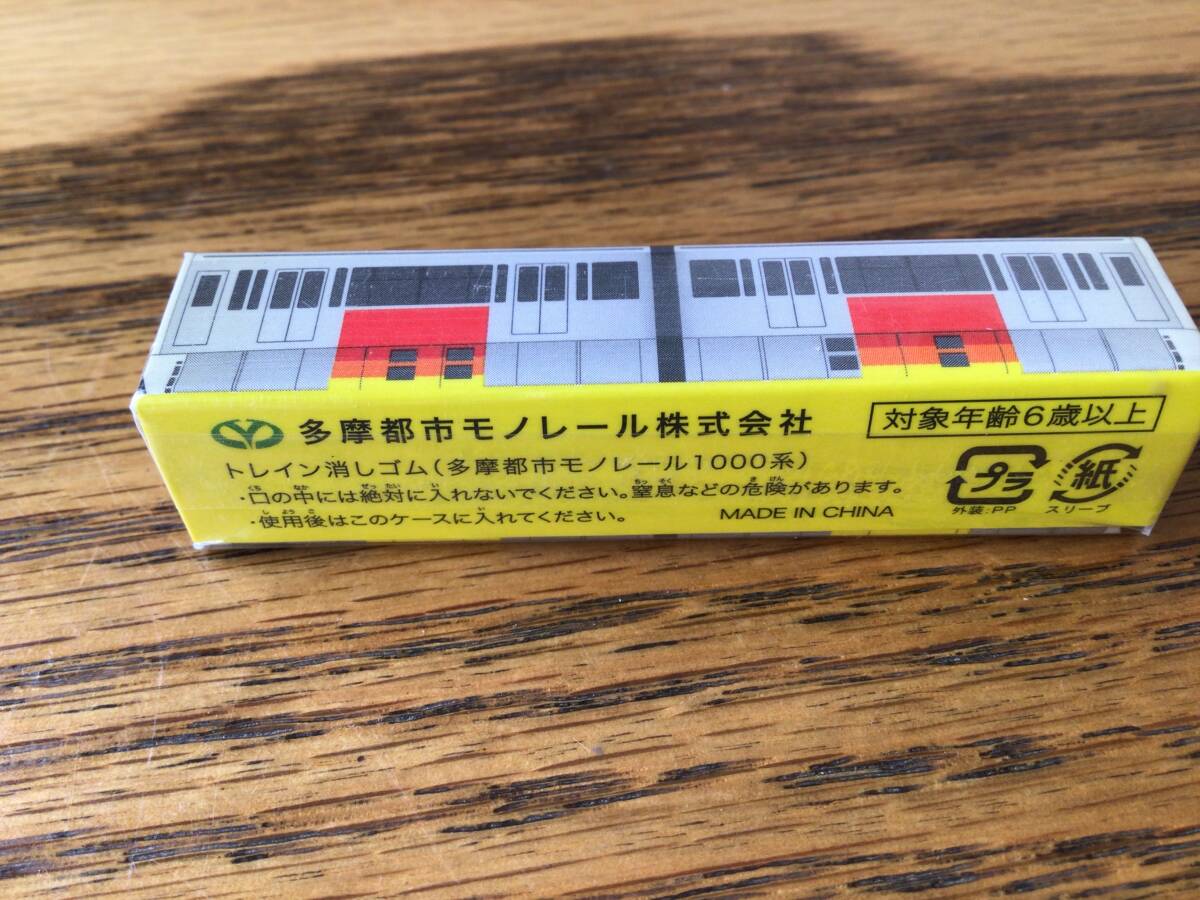 多摩都市モノレール株式会社
対象年齢6歳以上
トレイン消しゴム(多摩都市モノレール1000系)
・口の中には絶対に入れないでください。窒息などの危険があります。
・使用後はこのケースに入れてください。
MADE IN CHINA
プラ
外装:PP
紙
スリーブ